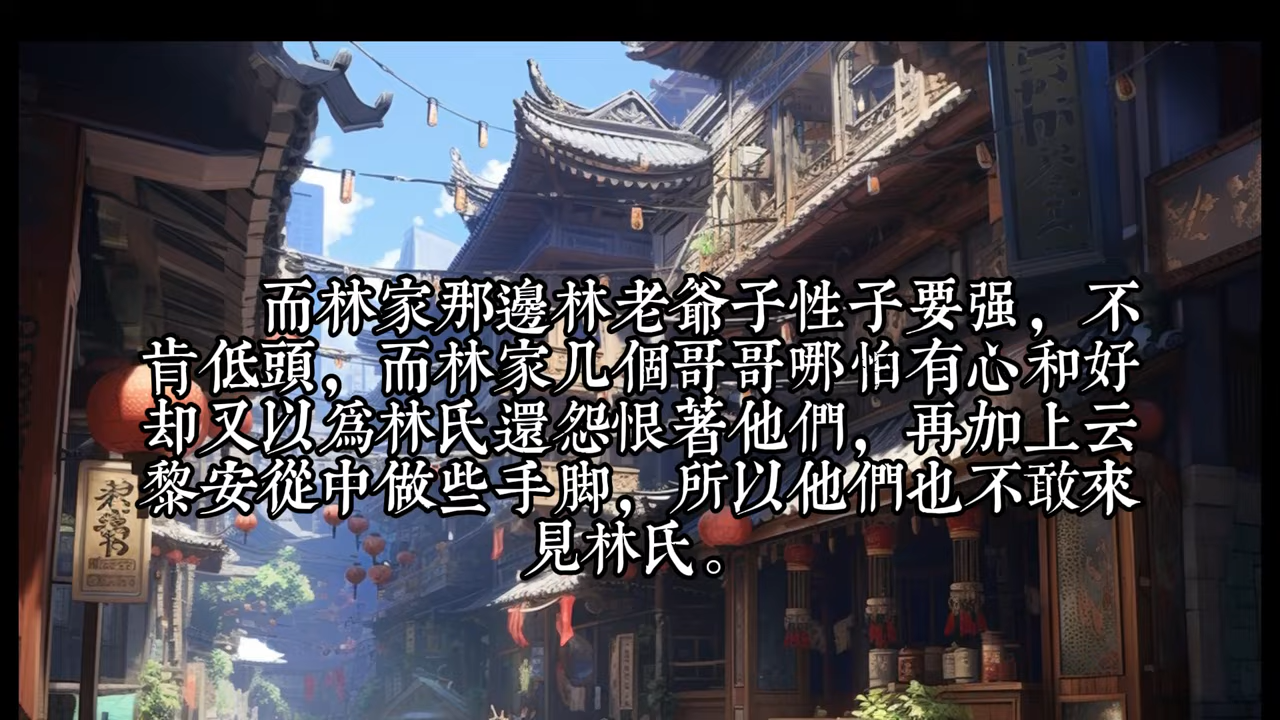 而林家那邊林老爺子性子要强，不
肯低頭，而林家几個哥哥哪怕有心和好
却又以爲林氏還怨恨著他們，再加上云
黎安從中做些手脚，所以他們也不敢來
見林氏。